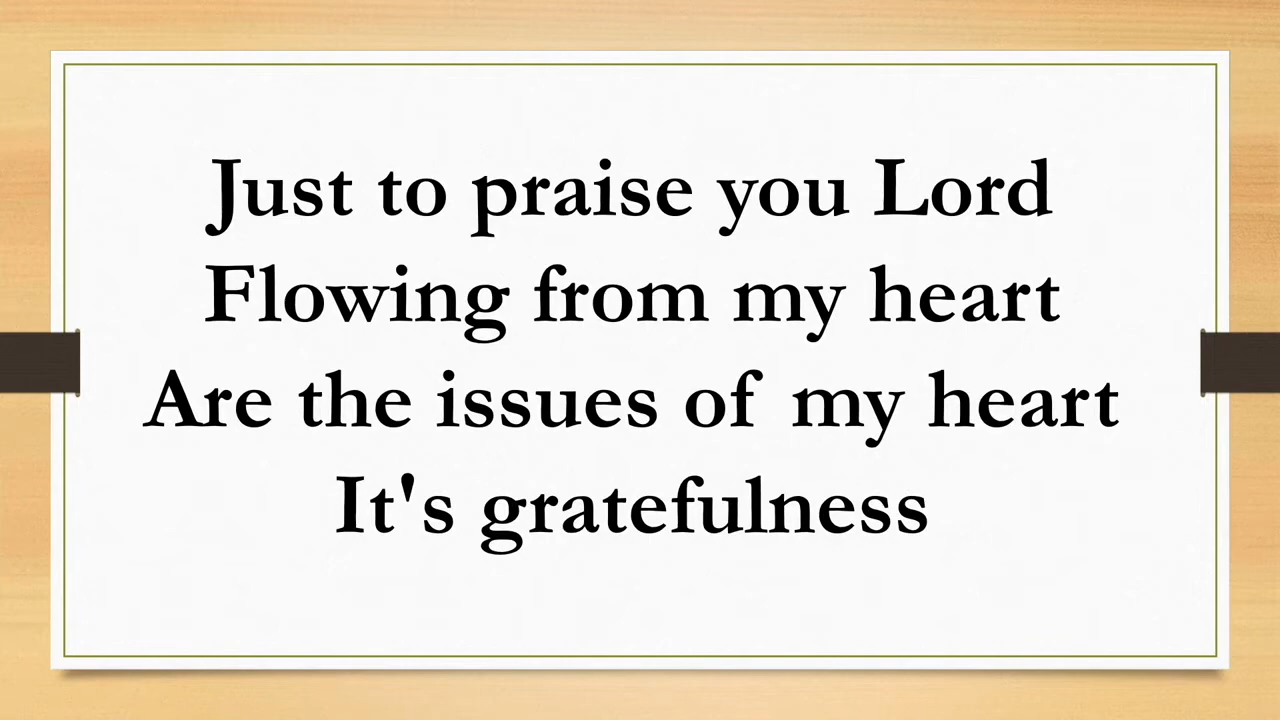 Just to praise you Lord
Flowing from my heart
Are the issues of my heart
It's gratefulness